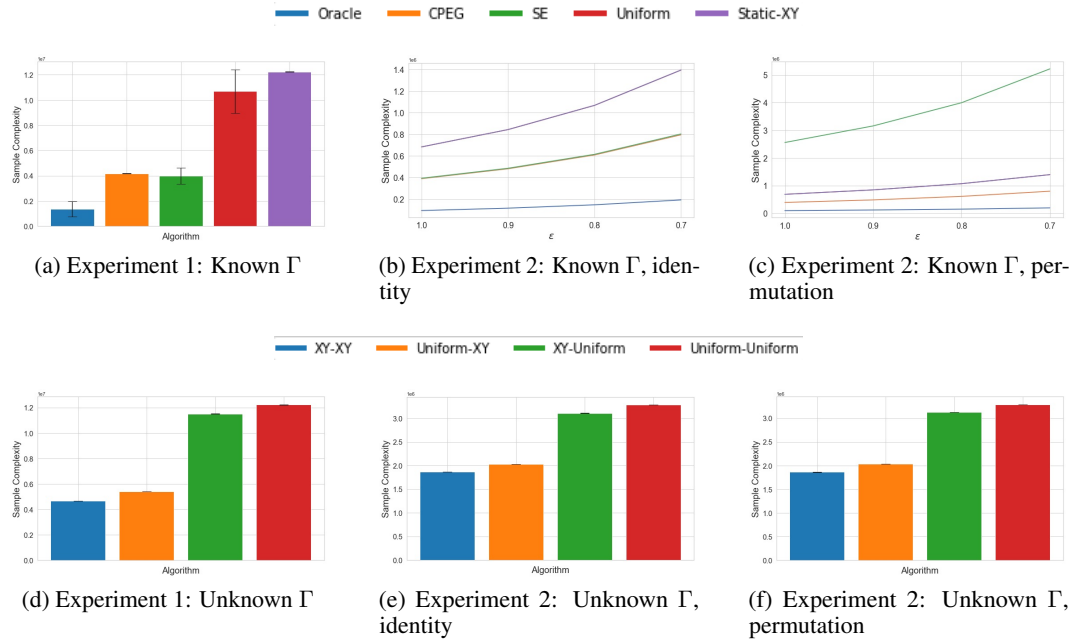 Oracle CPEG SE Uniform Static-XY
1e7
1.2
1.0
0.8
0.6
0.4
0.2
0.0
Sample Complexity
Algorithm
(a) Experiment 1: Known Γ
1e6
1.4
1.2
1.0
0.8
0.6
0.4
0.2
Sample Complexity
1.0 0.9 0.8 0.7
ε
(b) Experiment 2: Known Γ, iden-
tity
1e6
5
4
3
2
1
0
Sample Complexity
1.0 0.9 0.8 0.7
ε
(c) Experiment 2: Known Γ, per-
mutation
XY-XY Uniform-XY XY-Uniform Uniform-Uniform
1e7
1.2
1.0
0.8
0.6
0.4
0.2
0.0
Sample Complexity
Algorithm
(d) Experiment 1: Unknown Γ
1e6
3.0
2.5
2.0
1.5
1.0
0.5
0.0
Sample Complexity
Algorithm
(e) Experiment 2: Unknown Γ,
identity
1e6
3.0
2.5
2.0
1.5
1.0
0.5
0.0
Sample Complexity
Algorithm
(f) Experiment 2: Unknown Γ,
permutation